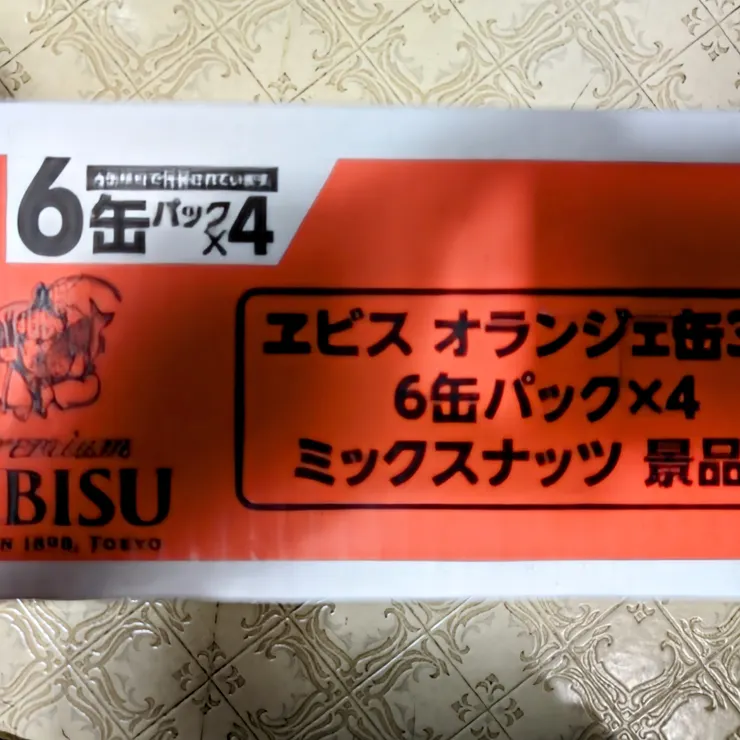 6缶パック×4
ヱビス オランジェ缶3
6缶パック×4
ミックスナッツ 景品
remium
BISU
N 1890, TOKYO